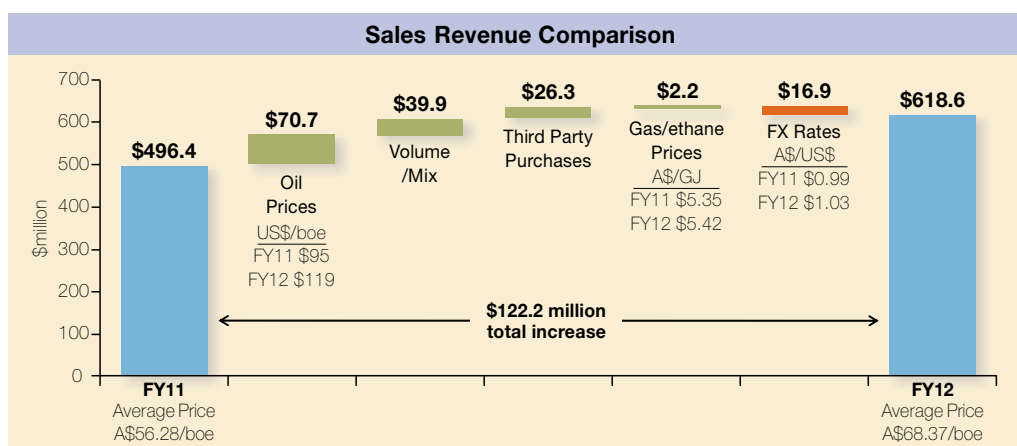 Sales Revenue Comparison
$million
700
600
500
400
300
200
100
0
$496.4
$70.7
Oil
Prices
US$/boe
FY11 $95
FY12 $119
$39.9
Volume
/Mix
$26.3
Third Party
Purchases
$2.2
Gas/ethane
Prices
A$/GJ
FY11 $5.35
FY12 $5.42
$16.9
FX Rates
A$/US$
FY11 $0.99
FY12 $1.03
$618.6
$122.2 million
total increase
FY11
Average Price
A$56.28/boe
FY12
Average Price
A$68.37/boe